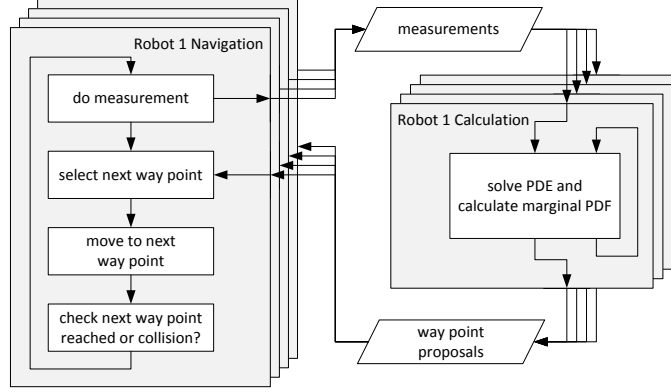 Robot 1 Navigation
do measurement
select next way point
move to next
way point
check next way point
reached or collision?
measurements
Robot 1 Calculation
solve PDE and
calculate marginal PDF
way point
proposals